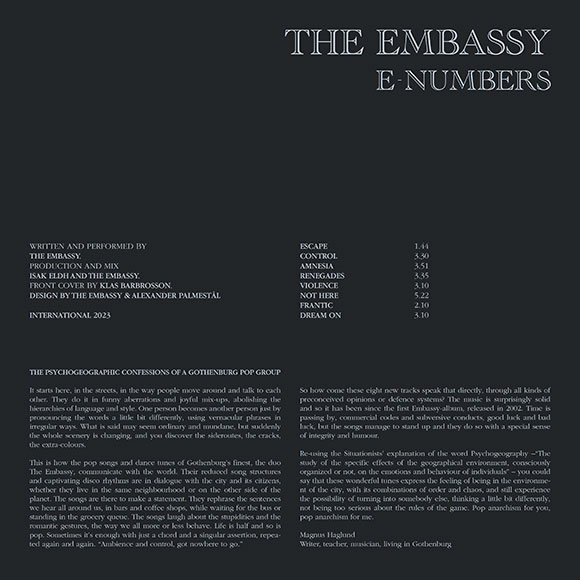 THE EMBASSY
E-NUMBERS
WRITTEN AND PERFORMED BY
THE EMBASSY.
PRODUCTION AND MIX
ISAK ELDH AND THE EMBASSY.
FRONT COVER BY KLAS BARBROSSON.
DESIGN BY THE EMBASSY & ALEXANDER PALMESTÅL
INTERNATIONAL 2023
ESCAPE 1.44
CONTROL 3.30
AMNESIA 3.51
RENEGADES 3.35
VIOLENCE 3.10
NOT HERE 5.22
FRANTIC 2.10
DREAM ON 3.10
THE PSYCHOGEOGRAPHIC CONFESSIONS OF A GOTHENBURG POP GROUP
It starts here, in the streets, in the way people move around and talk to each
other. They do it in funny aberrations and joyful mix-ups, abolishing the
hierarchies of language and style. One person becomes another person just by
pronouncing the words a little bit differently, using vernacular phrases in
irregular ways. What is said may seem ordinary and mundane, but suddenly
the whole scenery is changing, and you discover the sideroutes, the cracks,
the extra-colours.
This is how the pop songs and dance tunes of Gothenburg's finest, the duo
The Embassy, communicate with the world. Their reduced song structures
and captivating disco rhythms are in dialogue with the city and its citizens,
whether they live in the same neighbourhood or on the other side of the
planet. The songs are there to make a statement. They rephrase the sentences
we hear all around us, in bars and coffee shops, while waiting for the bus or
standing in the grocery queue. The songs laugh about the stupidities and the
romantic gestures, the way we all more or less behave. Life is half and so is
pop. Sometimes it's enough with just a chord and a singular assertion, repea-
ted again and again. "Ambience and control, got nowhere to go."
So how come these eight new tracks speak that directly, through all kinds of
preconceived opinions or defence systems? The music is surprisingly solid
and so it has been since the first Embassy-album, released in 2002. Time is
passing by, commercial codes and subversive conducts, good luck and bad
luck, but the songs manage to stand up and they do so with a special sense
of integrity and humour.
Re-using the Situationists' explanation of the word Psychogeography –"The
study of the specific effects of the geographical environment, consciously
organized or not, on the emotions and behaviour of individuals" – you could
say that these wonderful tunes express the feeling of being in the environme-
nt of the city, with its combinations of order and chaos, and still experience
the possibility of turning into somebody else, thinking a little bit differently,
not being too serious about the rules of the game. Pop anarchism for you,
pop anarchism for me.
Magnus Haglund
Writer, teacher, musician, living in Gothenburg